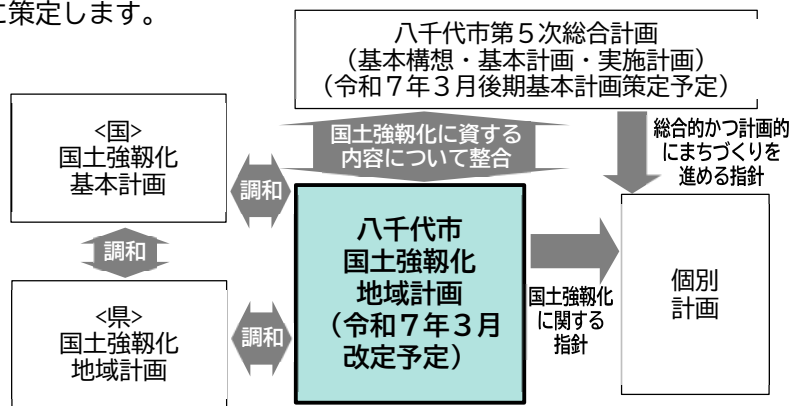 に策定します。
八千代市第５次総合計画
（基本構想・基本計画・実施計画）
（令和７年３月後期基本計画策定予定）
<国>
国土強靱化
基本計画
国土強靱化に資する
内容について整合
総合的かつ計画的
にまちづくりを
進める指針
調和
調和
八千代市
国土強靱化
地域計画
（令和７年３月
改定予定）
国土強靱化
に関する
指針
個別
計画
<県>
国土強靱化
地域計画
調和